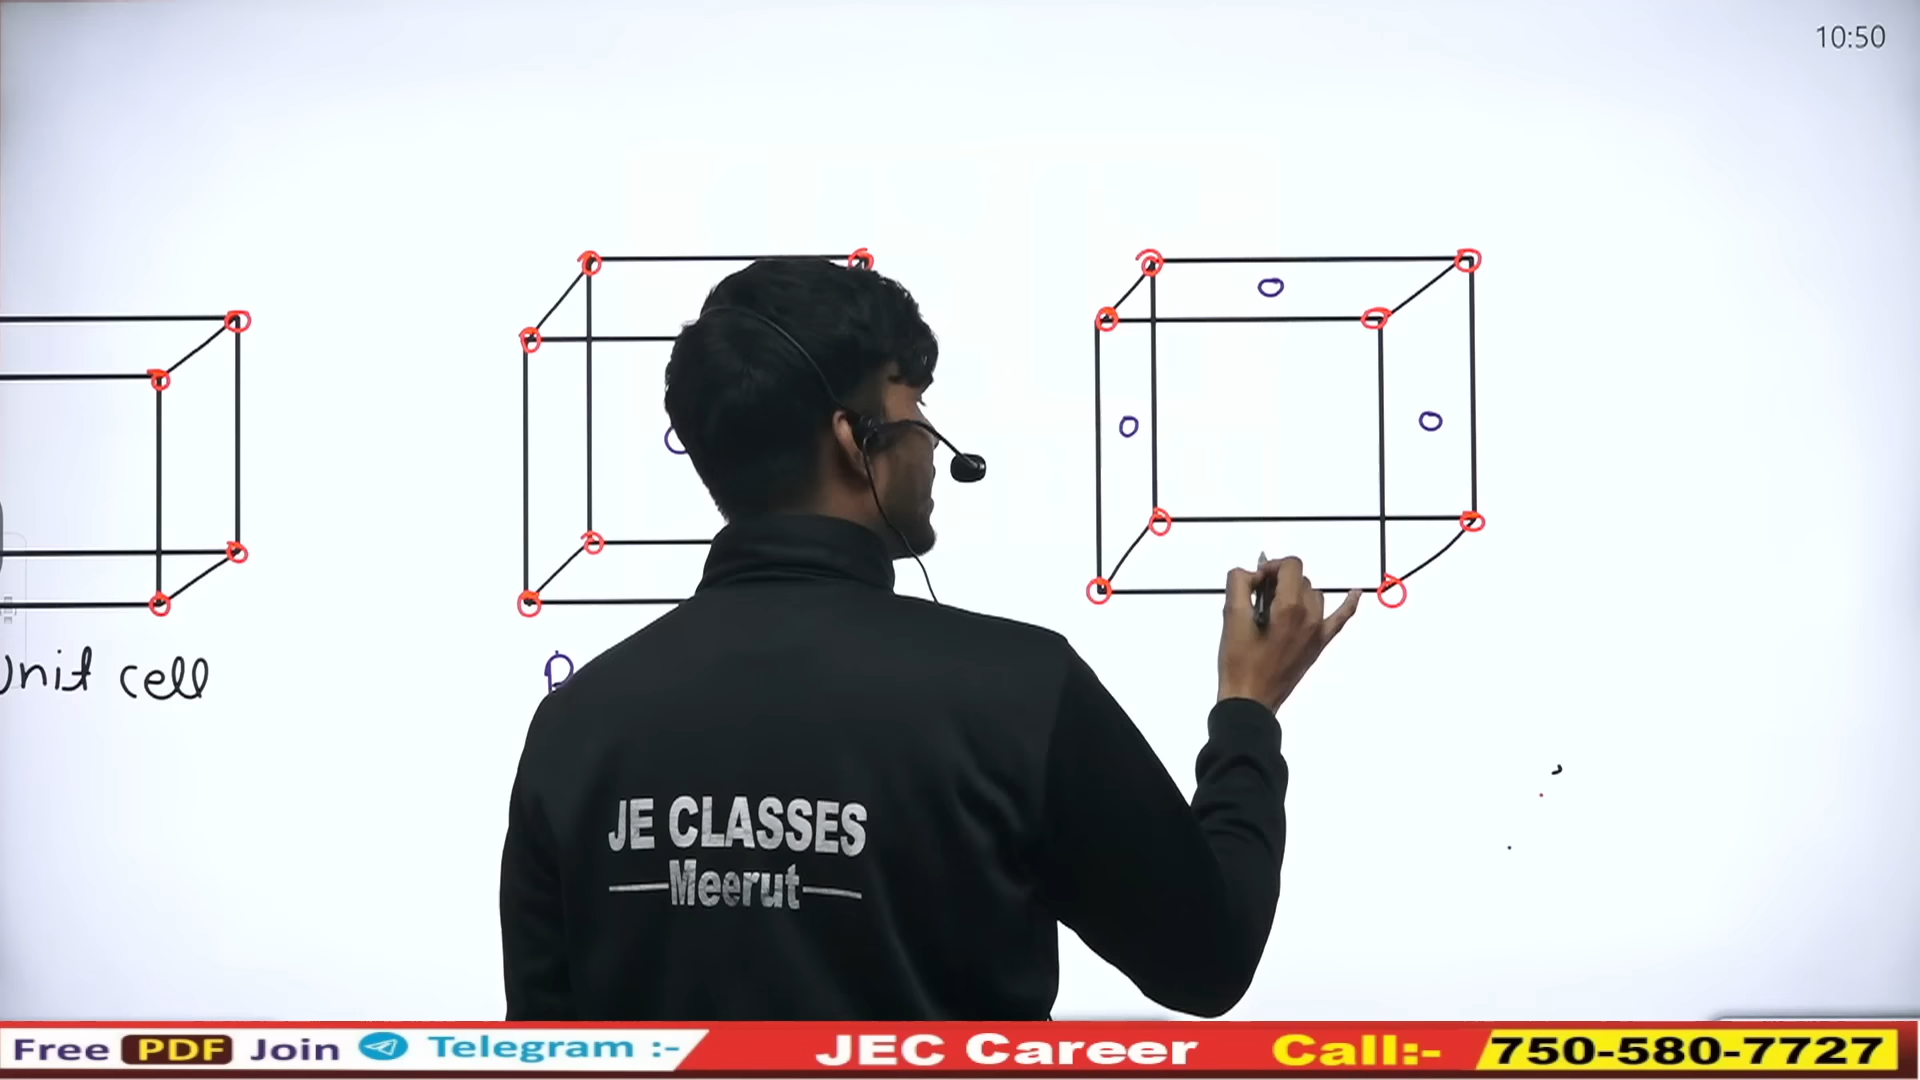 10:50
Unit cell
JE CLASSES
Meerut
Free PDF Join Telegram :- JEC Career Call:- 750-580-7727